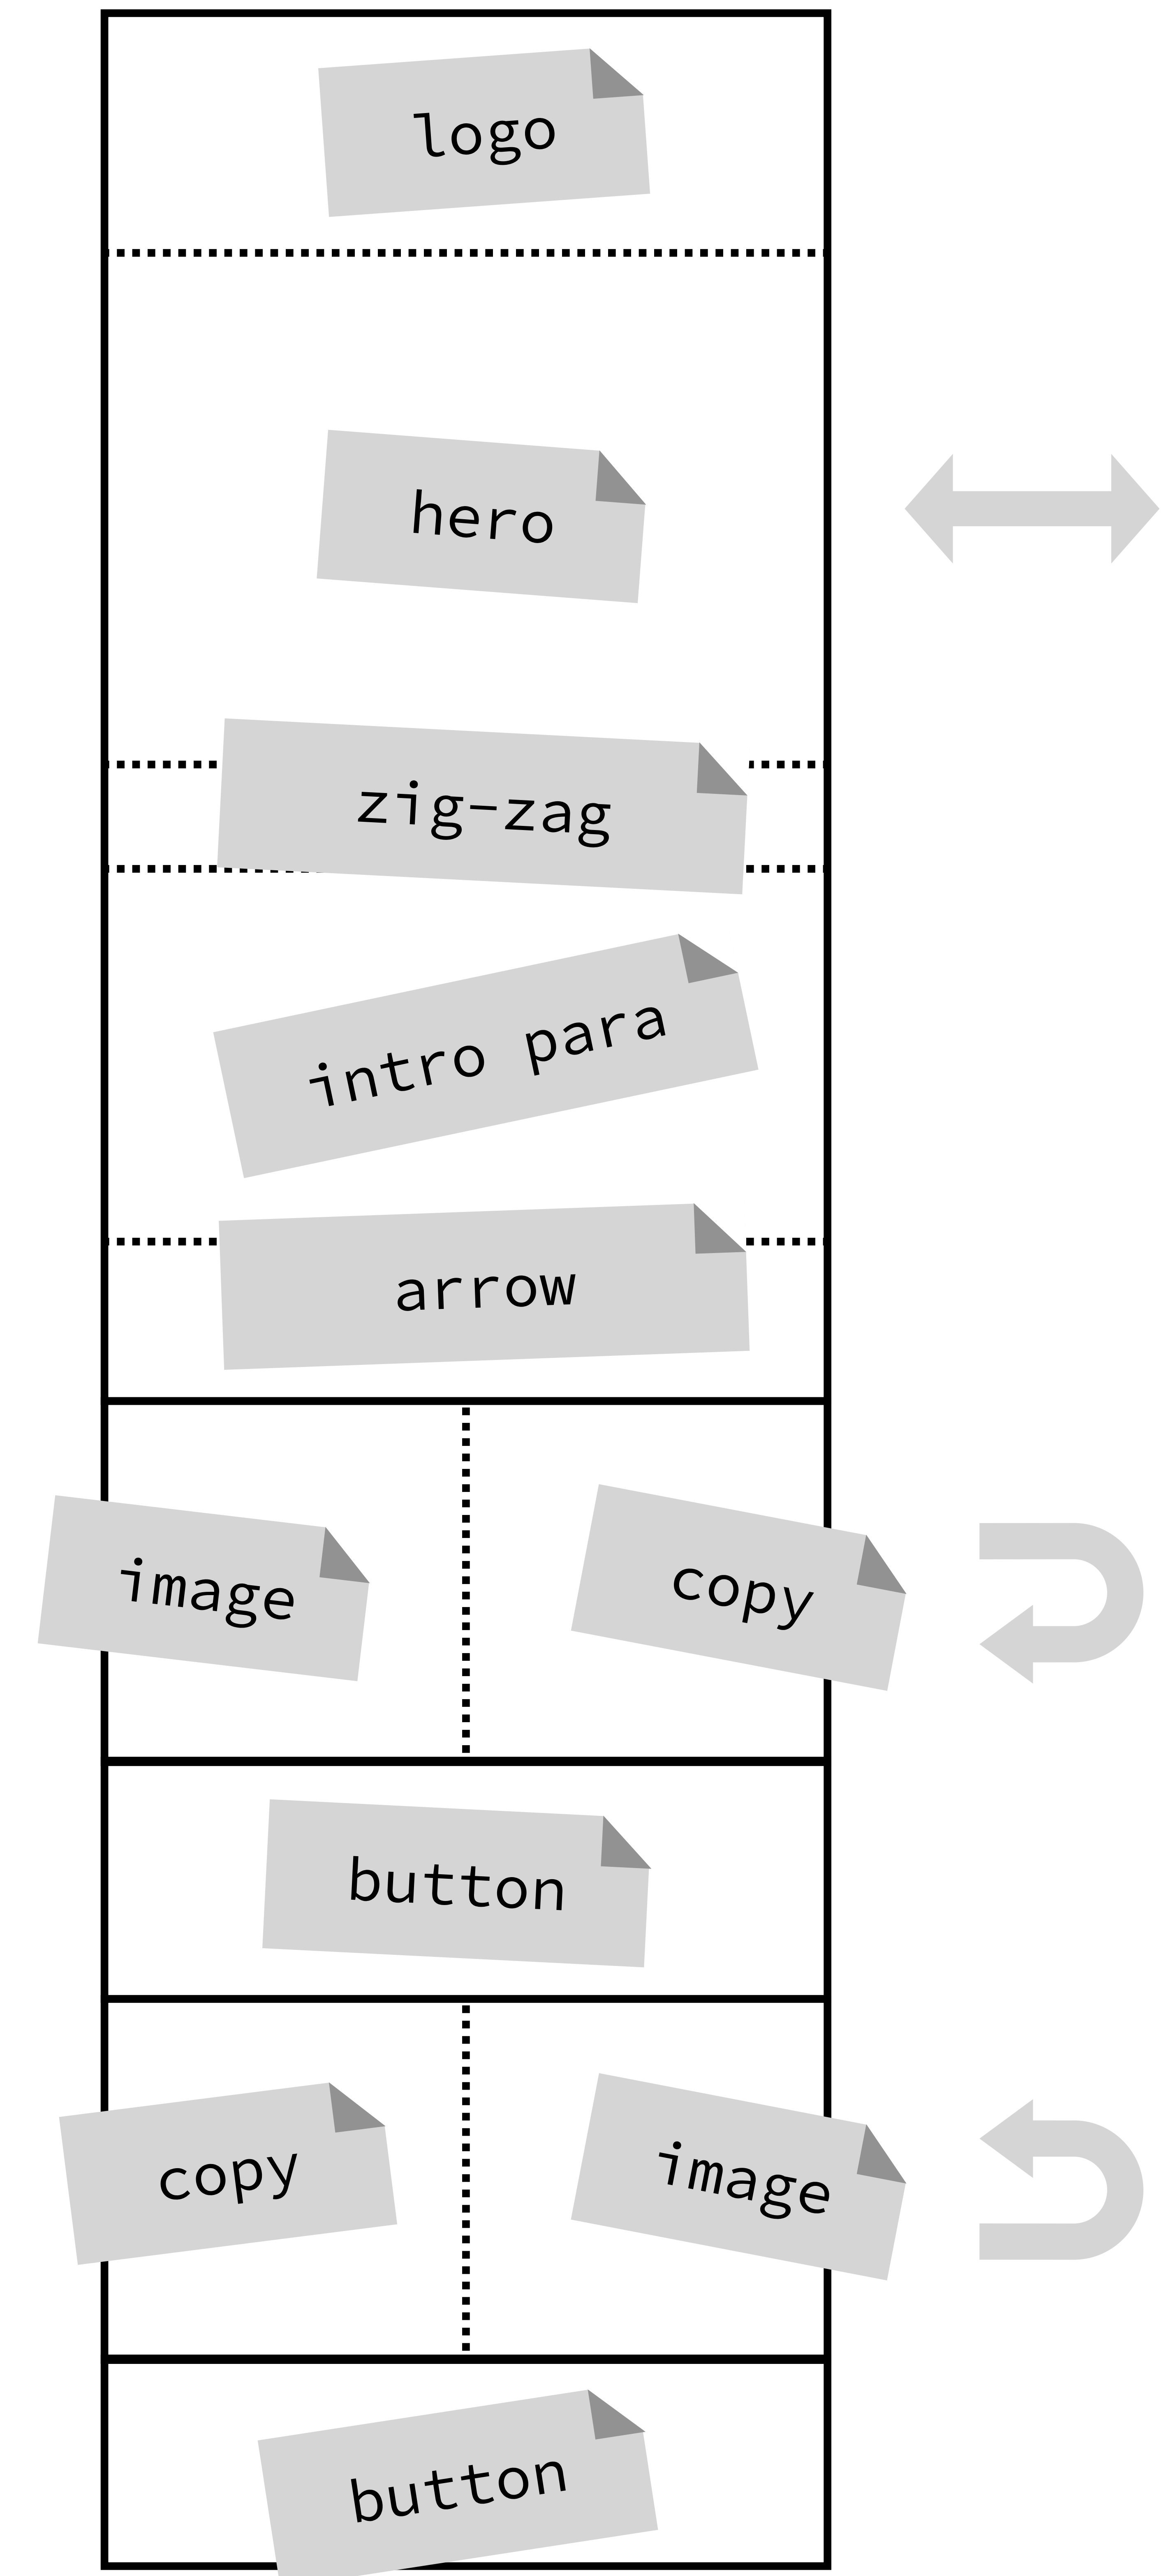 logo
hero
zig-zag
intro para
arrow
image
copy
button
copy
image
button